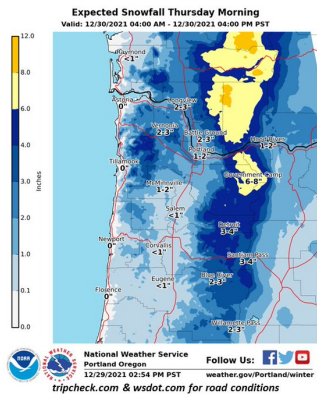 Expected Snowfall Thursday Morning
Valid: 12/30/2021 04:00 AM - 12/30/2021 04:00 PM PST
12.0
8.0
6.0
4.0
3.0
2.0
1.0
0.1
0.0
Inches
Raymond
<1"
Astoria
0"
Longview
2-3"
Vernonia
2-3"
Battle Ground
2-3"
Portland
1-2"
Hood River
1-2"
Tillamook
0"
Government Camp
6-8"
McMinnville
1-2"
Salem
<1"
Detroit
3-4"
Newport
0"
Corvallis
<1"
Santiam Pass
3-4"
Eugene
<1"
Blue River
2-3"
Florence
0"
Willamette Pass
2-3"
NOAA
NATIONAL WEATHER SERVICE
National Weather Service
Portland Oregon
12/29/2021 02:54 PM PST
Follow Us:
weather.gov/Portland/winter
tripcheck.com & wsdot.com for road conditions